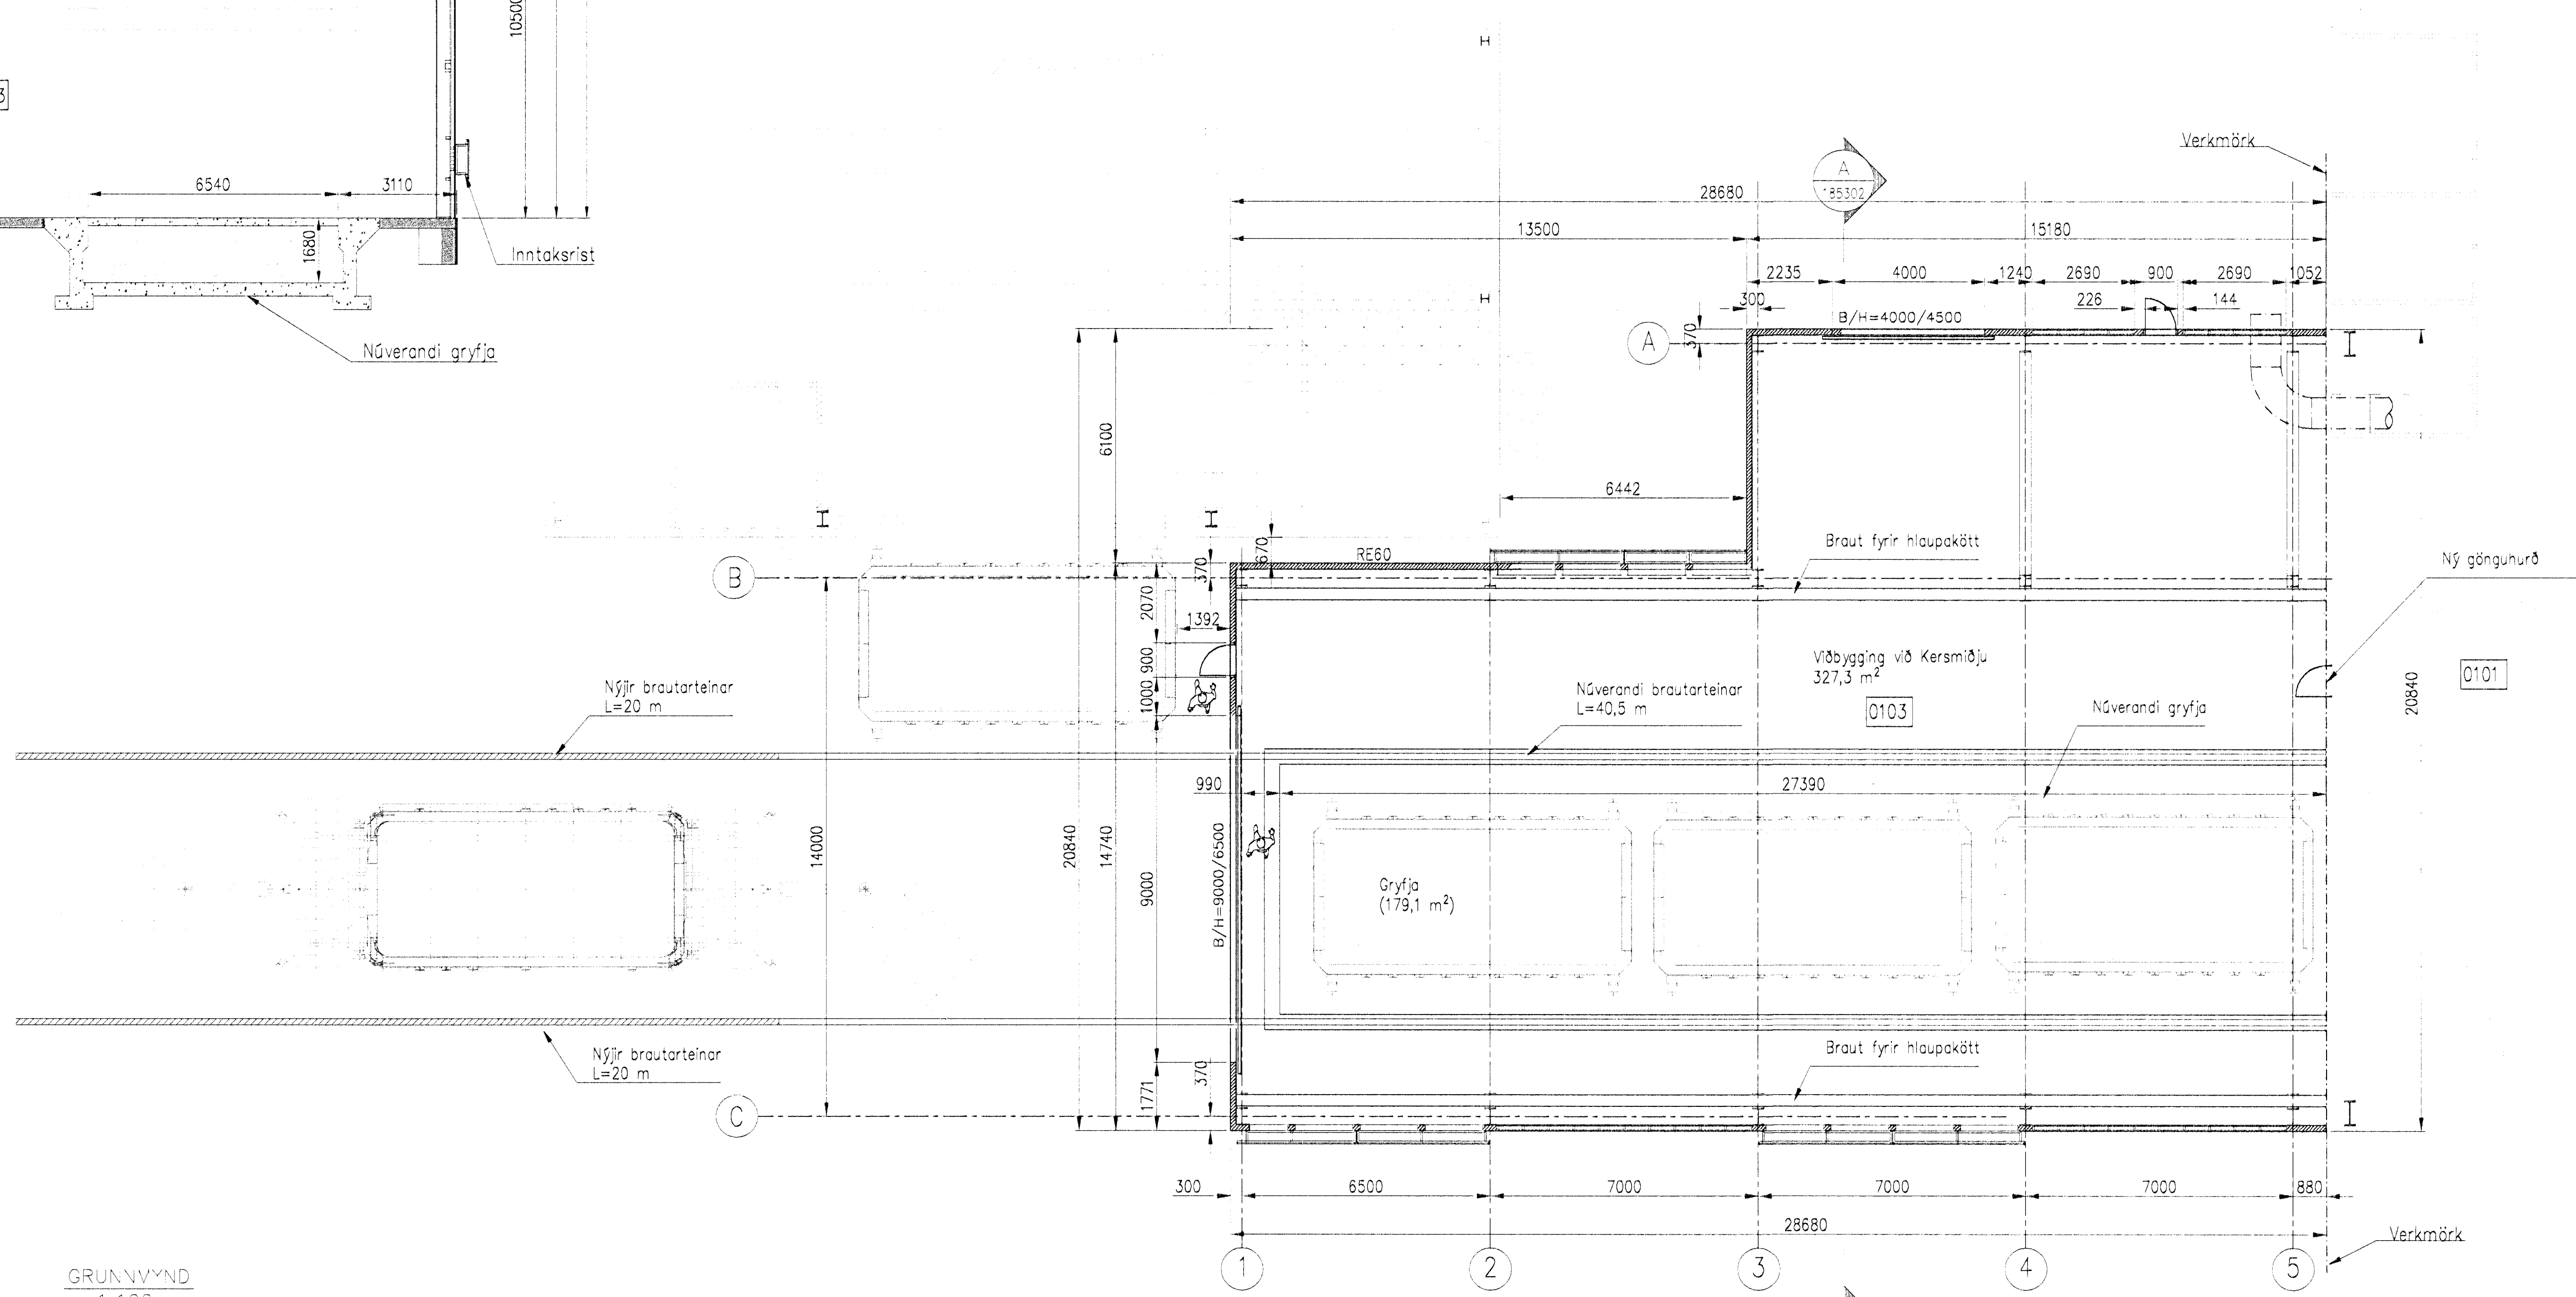 10500
3
6540
3110
1680
Inntaksrist
Núverandi gryfja
H
H
Verkmörk
A
185302
28680
13500
15180
2235
4000
1240
2690
900
2690
1052
300
226
144
B/H=4000/4500
A
370
6100
6442
670
RE60
370
B
Braut fyrir hlaupakött
Ný gönguhurð
2070
1392
900
1000
Viðbygging við Kersmiðju
327,3 m²
0103
0101
20840
Nýjir brautarteinar
L=20 m
Núverandi brautarteinar
L=40,5 m
Núverandi gryfja
990
27390
14000
20840
14740
9000
B/H=9000/6500
Gryfja
(179,1 m²)
Nýjir brautarteinar
L=20 m
Braut fyrir hlaupakött
370
1771
C
300
6500
7000
7000
7000
880
28680
Verkmörk
1
2
3
4
5
GRUNNMYND